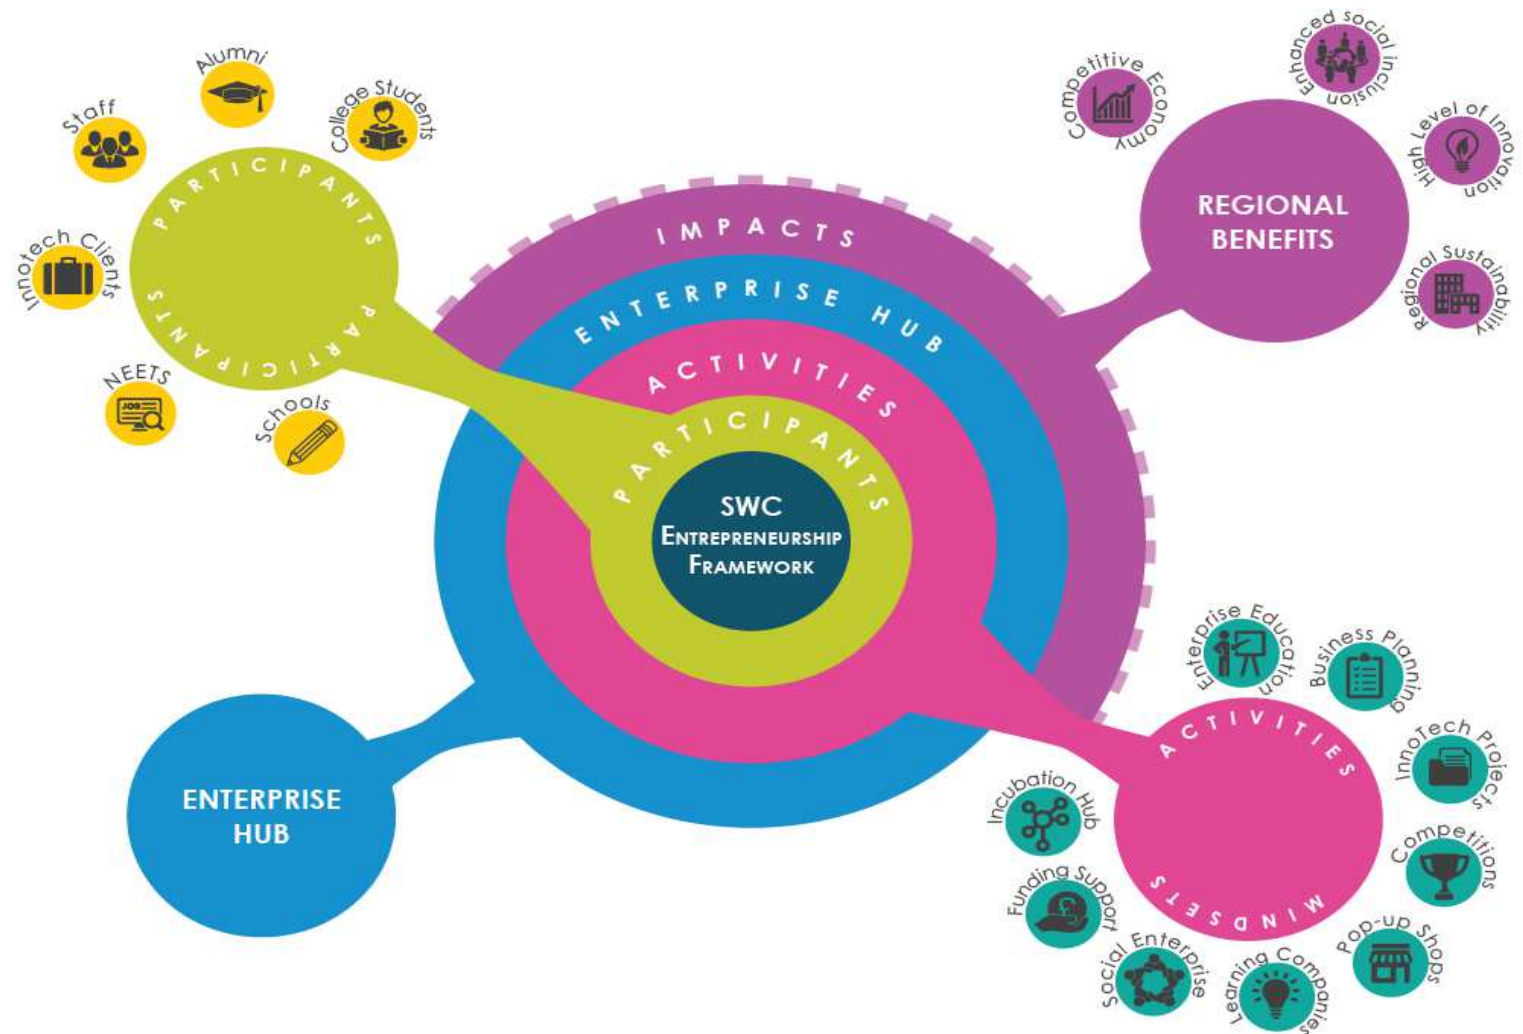 Alumni
Staff
College Students
Innotech Clients
NEETS
Schools
PARTICIPANTS
PARTICIPANTS
Competitive Economy
Enhanced social inclusion
High Level of Innovation
Regional Sustainability
REGIONAL
BENEFITS
IMPACTS
ENTERPRISE HUB
ACTIVITIES
PARTICIPANTS
SWC
ENTREPRENEURSHIP
FRAMEWORK
ENTERPRISE
HUB
Enterprise Education
Business Planning
InnoTech Projects
Competitions
Pop-up Shops
Learning Companies
Social Enterprise
Funding Support
Incubation Hub
ACTIVITIES
MINDSETS
JOB